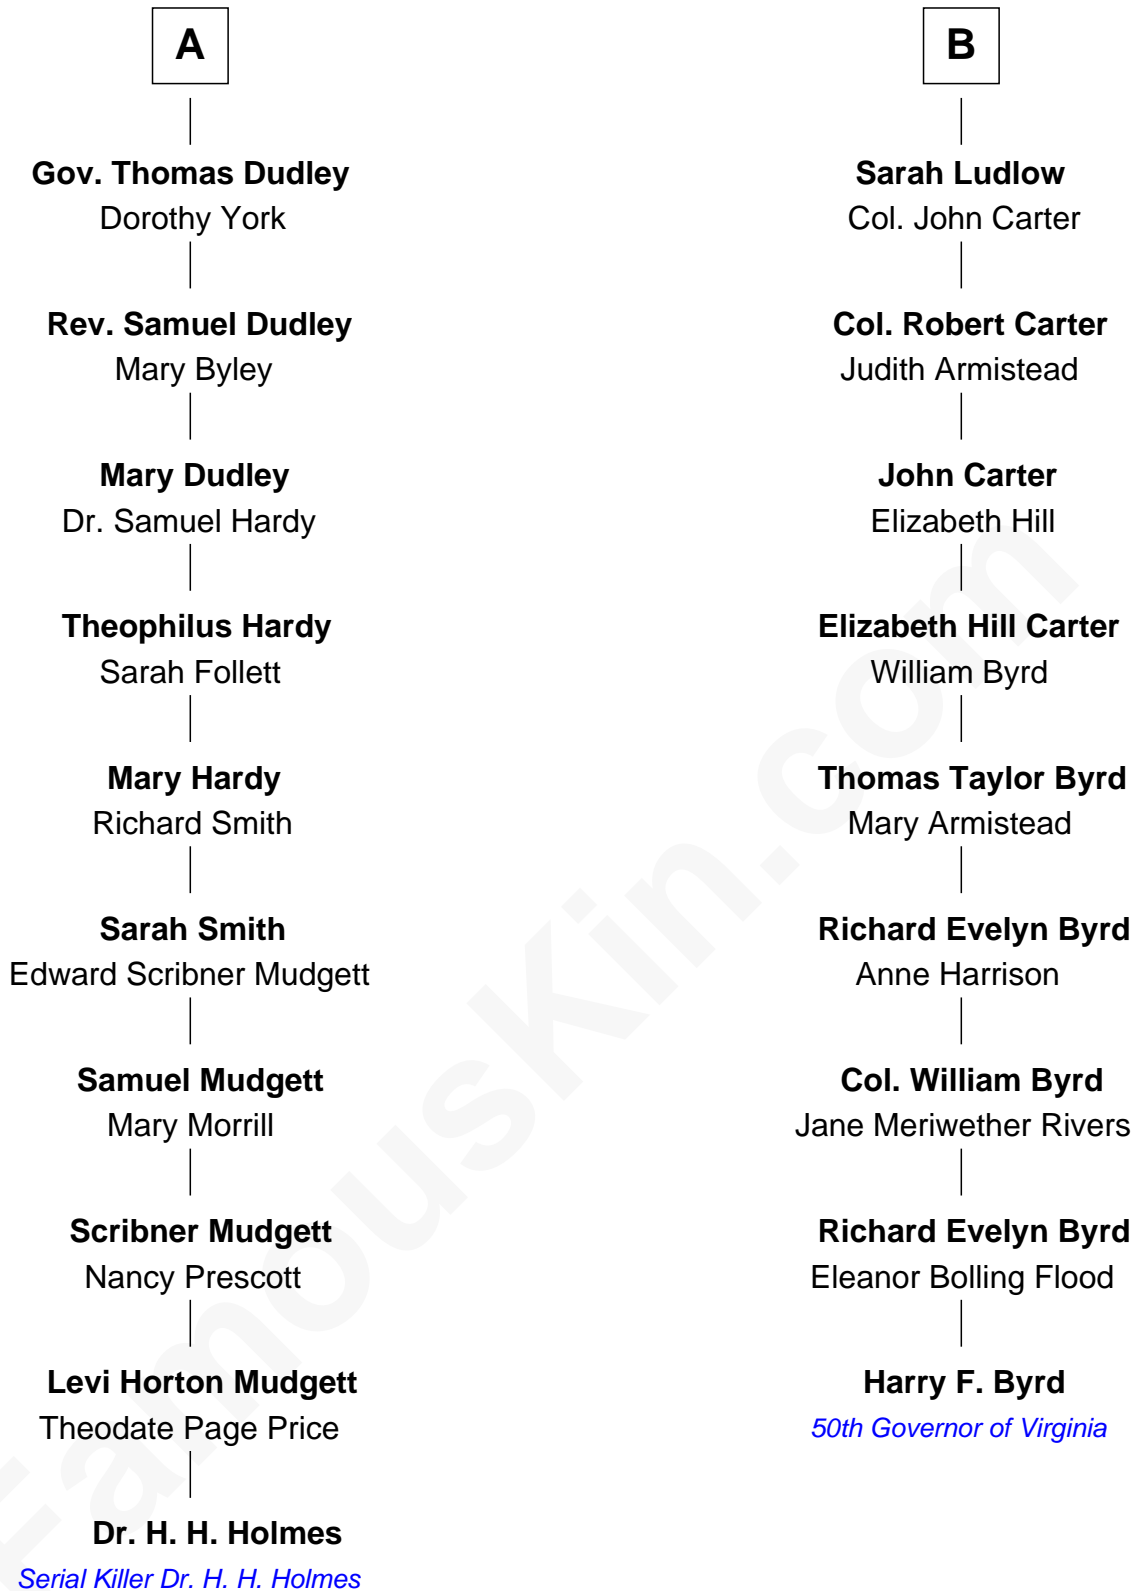 A
Gov. Thomas Dudley
Dorothy York
Rev. Samuel Dudley
Mary Byley
Mary Dudley
Dr. Samuel Hardy
Theophilus Hardy
Sarah Follett
Mary Hardy
Richard Smith
Sarah Smith
Edward Scribner Mudgett
Samuel Mudgett
Mary Morrill
Scribner Mudgett
Nancy Prescott
Levi Horton Mudgett
Theodate Page Price
Dr. H. H. Holmes
Serial Killer Dr. H. H. Holmes
B
Sarah Ludlow
Col. John Carter
Col. Robert Carter
Judith Armistead
John Carter
Elizabeth Hill
Elizabeth Hill Carter
William Byrd
Thomas Taylor Byrd
Mary Armistead
Richard Evelyn Byrd
Anne Harrison
Col. William Byrd
Jane Meriwether Rivers
Richard Evelyn Byrd
Eleanor Bolling Flood
Harry F. Byrd
50th Governor of Virginia
FamousKin.com